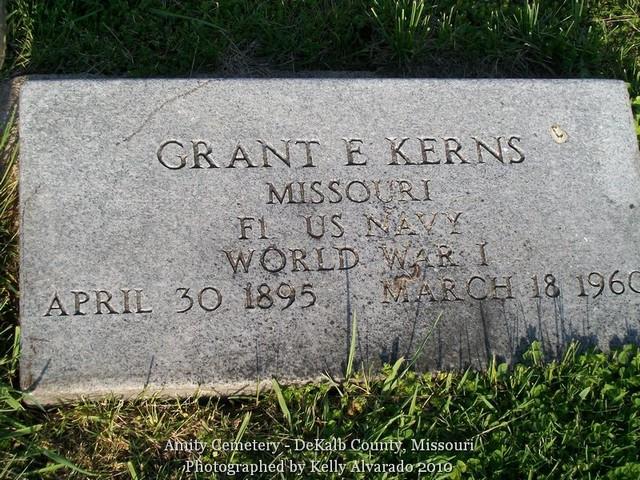 GRANT E KERNS
MISSOURI
F1 US NAVY
WORLD WAR I
APRIL 30 1895 MARCH 18 1960
Amity Cemetery - DeKalb County, Missouri
Photographed by Kelly Alvarado 2010